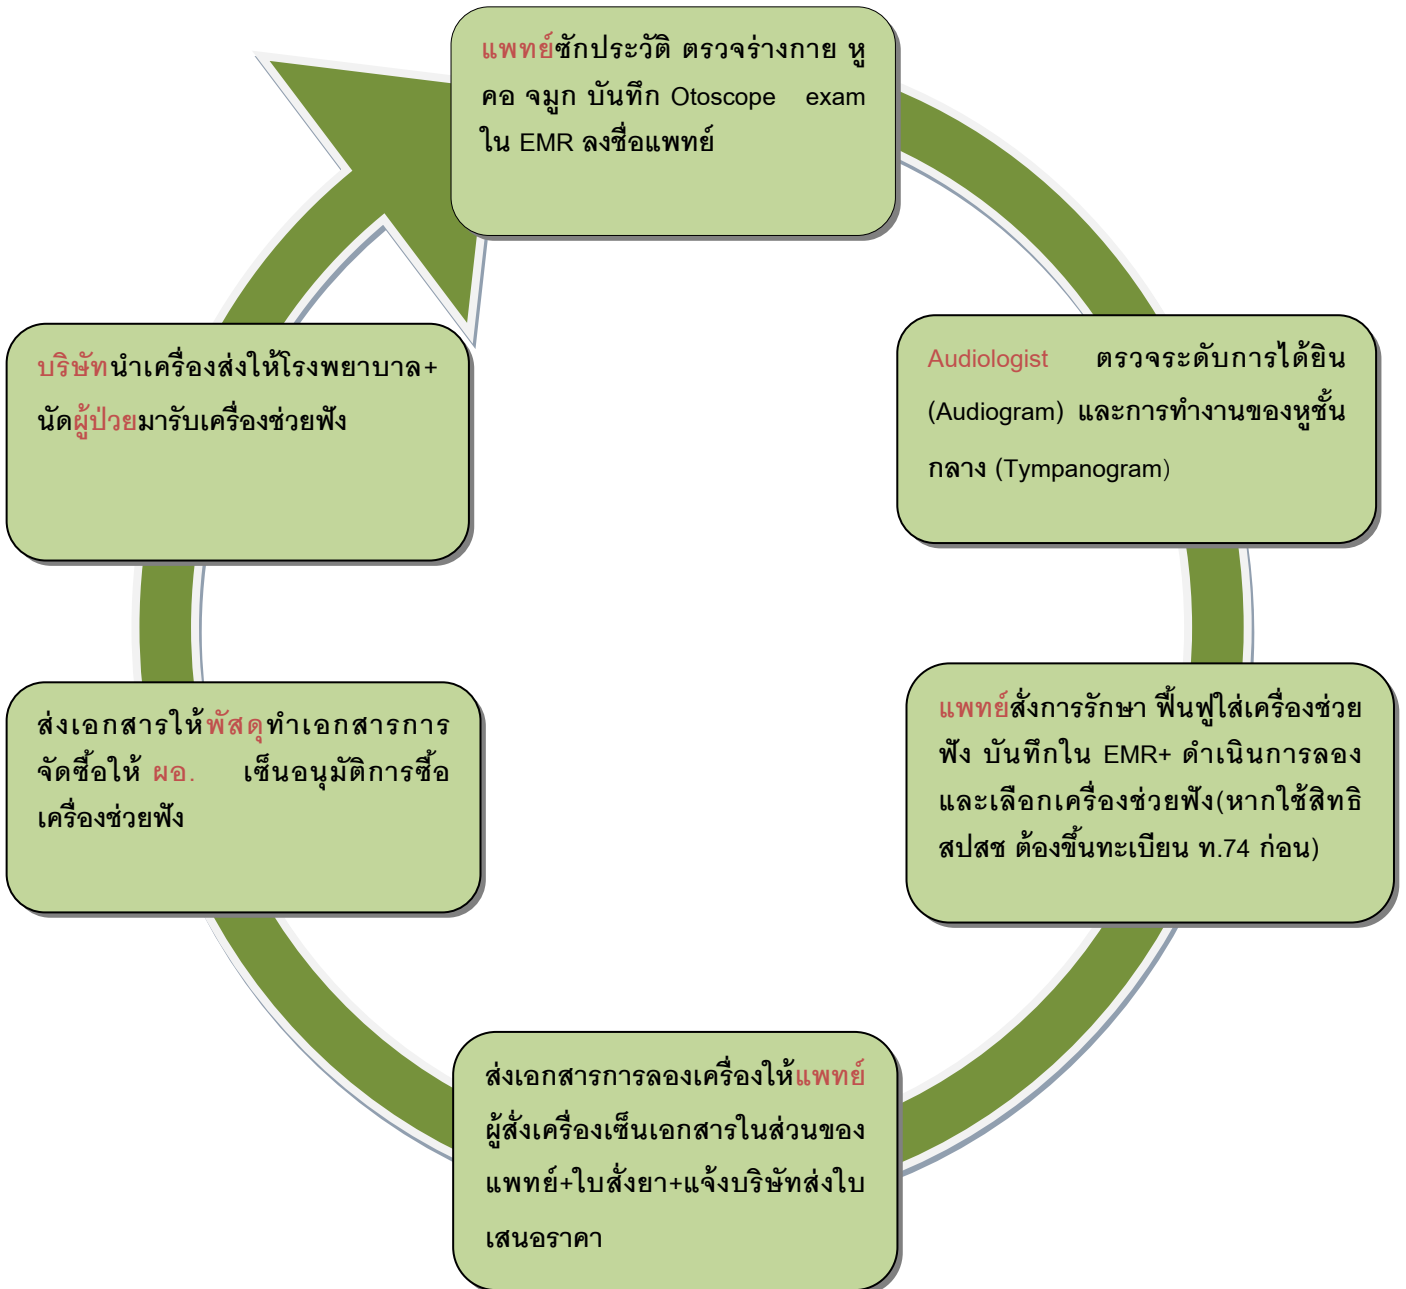 แพทย์ซักประวัติ ตรวจร่างกาย หู
คอ จมูก บันทึก Otoscope exam
ใน EMR ลงชื่อแพทย์
Audiologist ตรวจระดับการได้ยิน
(Audiogram) และการทำงานของหูชั้น
กลาง (Tympanogram)
แพทย์สั่งการรักษา ฟื้นฟูใส่เครื่องช่วย
ฟัง บันทึกใน EMR+ ดำเนินการลอง
และเลือกเครื่องช่วยฟัง(หากใช้สิทธิ
สปสช ต้องขึ้นทะเบียน ท.74 ก่อน)
ส่งเอกสารการลองเครื่องให้แพทย์
ผู้สั่งเครื่องเซ็นเอกสารในส่วนของ
แพทย์+ใบสั่งยา+แจ้งบริษัทส่งใบ
เสนอราคา
ส่งเอกสารให้พัสดุทำเอกสารการ
จัดซื้อให้ ผอ. เซ็นอนุมัติการซื้อ
เครื่องช่วยฟัง
บริษัทนำเครื่องส่งให้โรงพยาบาล+
นัดผู้ป่วยมารับเครื่องช่วยฟัง